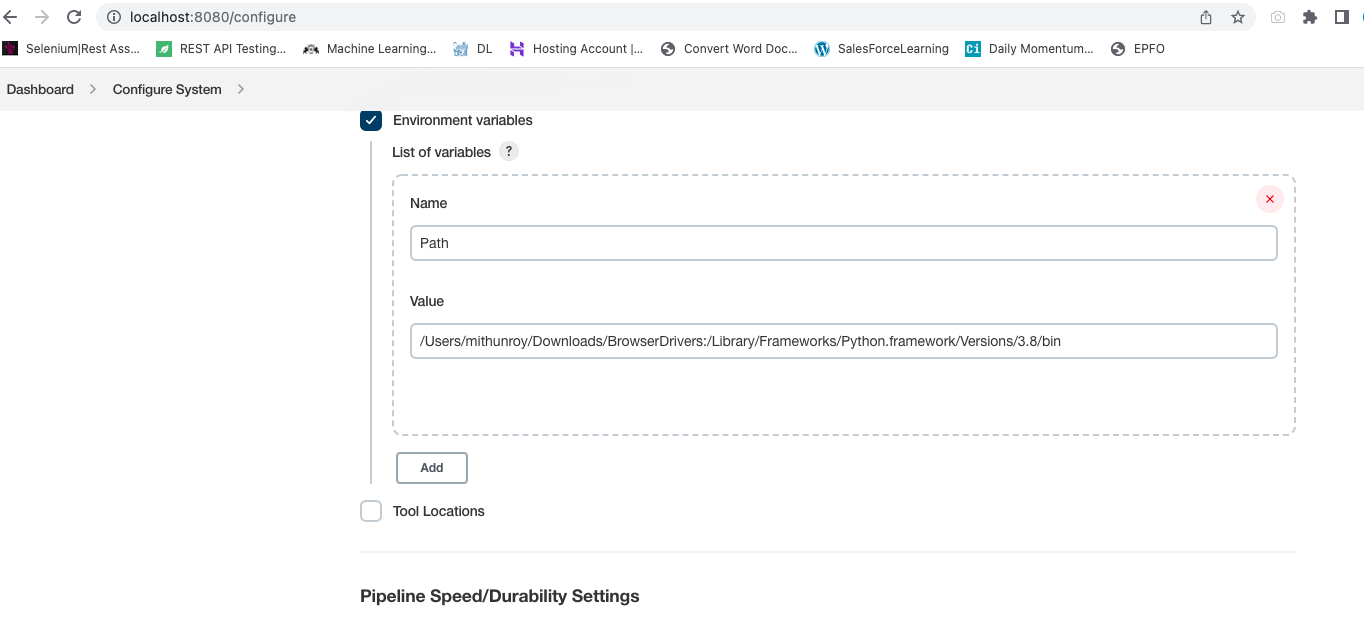 localhost:8080/configure
Selenium|Rest Ass... REST API Testing... Machine Learning... DL Hosting Account |... Convert Word Doc... SalesForceLearning Ci Daily Momentum... EPFO
Dashboard Configure System
Environment variables
List of variables ?
Name
Path
Value
/Users/mithunroy/Downloads/BrowserDrivers:/Library/Frameworks/Python.framework/Versions/3.8/bin
Add
Tool Locations
Pipeline Speed/Durability Settings